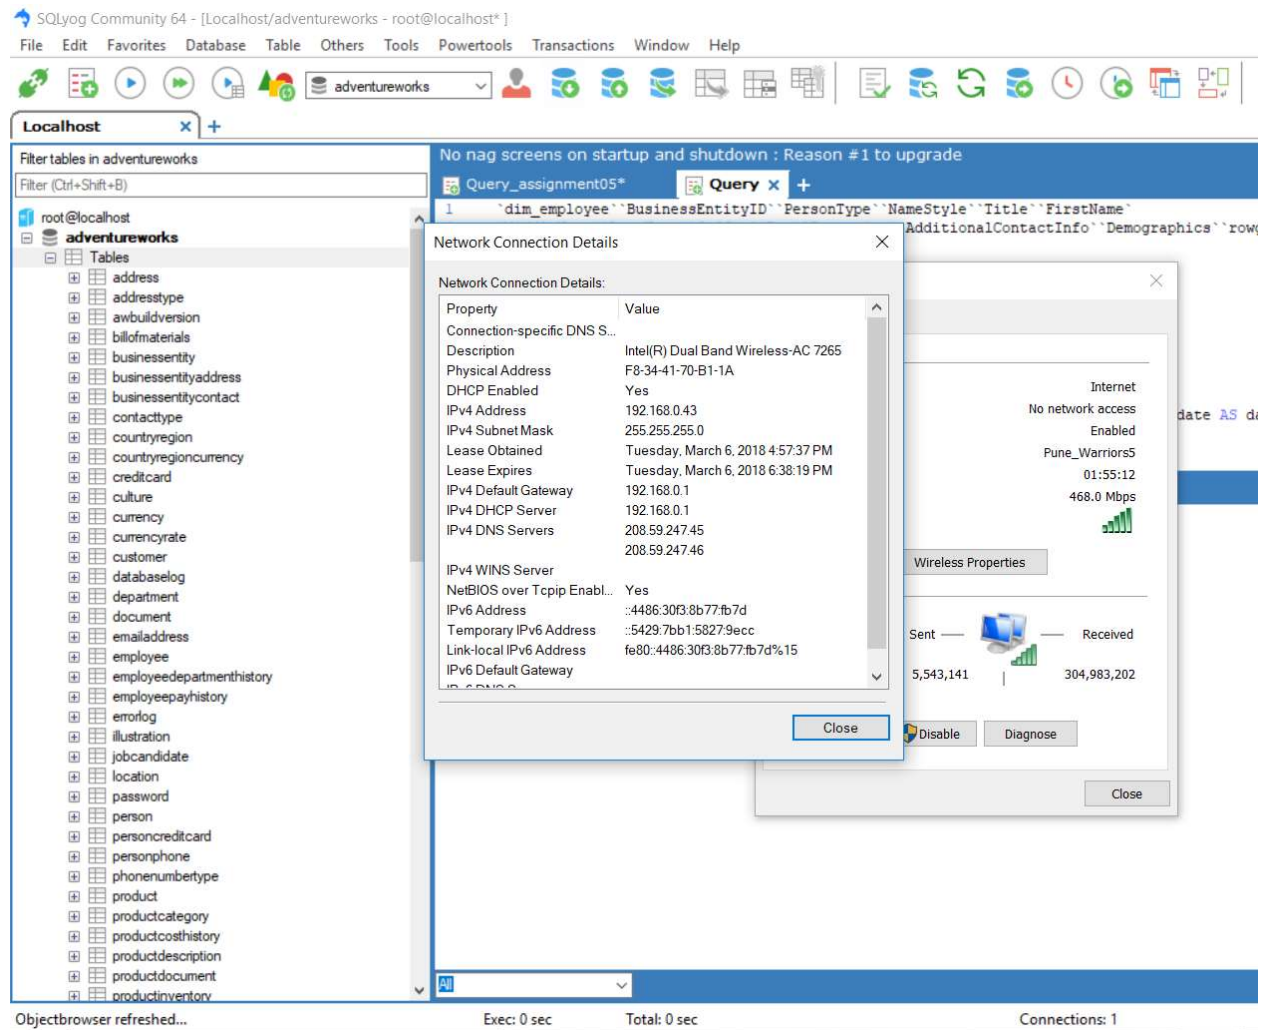 SQLyog Community 64 - [Localhost/adventureworks - root@localhost* ]
File Edit Favorites Database Table Others Tools Powertools Transactions Window Help
adventureworks
Localhost × +
Filter tables in adventureworks
Filter (Ctrl+Shift+B)
root@localhost
adventureworks
Tables
address
addresstype
awbuildversion
billofmaterials
businessentity
businessentityaddress
businessentitycontact
contacttype
countryregion
countryregioncurrency
creditcard
culture
currency
currencyrate
customer
databaselog
department
document
emailaddress
employee
employeedepartmenthistory
employeepayhistory
errorlog
illustration
jobcandidate
location
password
person
personcreditcard
personphone
phonenumbertype
product
productcategory
productcosthistory
productdescription
productdocument
productinventory
No nag screens on startup and shutdown : Reason #1 to upgrade
Query_assignment05* Query × +
1 `dim_employee``BusinessEntityID``PersonType``NameStyle``Title``FirstName`
AdditionalContactInfo``Demographics``rowg
date AS da
Network Connection Details
Network Connection Details:
Property Value
Connection-specific DNS S...
Description Intel(R) Dual Band Wireless-AC 7265
Physical Address F8-34-41-70-B1-1A
DHCP Enabled Yes
IPv4 Address 192.168.0.43
IPv4 Subnet Mask 255.255.255.0
Lease Obtained Tuesday, March 6, 2018 4:57:37 PM
Lease Expires Tuesday, March 6, 2018 6:38:19 PM
IPv4 Default Gateway 192.168.0.1
IPv4 DHCP Server 192.168.0.1
IPv4 DNS Servers 208.59.247.45
208.59.247.46
IPv4 WINS Server
NetBIOS over Tcpip Enabl... Yes
IPv6 Address ::4486:30f3:8b77:fb7d
Temporary IPv6 Address ::5429:7bb1:5827:9ecc
Link-local IPv6 Address fe80::4486:30f3:8b77:fb7d%15
IPv6 Default Gateway
Close
Internet
No network access
Enabled
Pune_Warriors5
01:55:12
468.0 Mbps
Wireless Properties
Sent — — Received
5,543,141 | 304,983,202
Disable Diagnose
Close
All
Objectbrowser refreshed... Exec: 0 sec Total: 0 sec Connections: 1